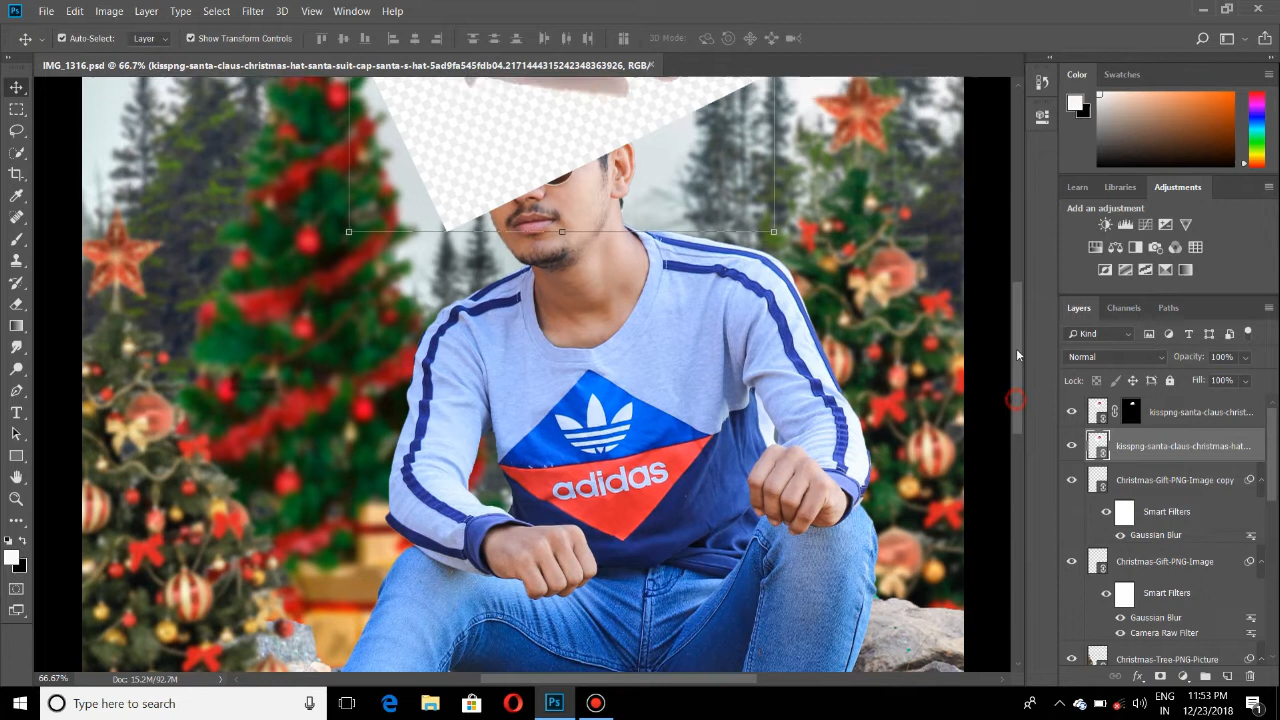 Ps File Edit Image Layer Type Select Filter 3D View Window Help
Auto-Select: Layer Show Transform Controls 3D Mode:
IMG_1316.psd @ 66.7% (kisspng-santa-claus-christmas-hat-santa-suit-cap-santa-s-hat-5ad9fa545fdb04.2171444315242348363926, RGB/
Color Swatches
Learn Libraries Adjustments
Add an adjustment
Layers Channels Paths
Kind
Normal Opacity: 100%
Lock: Fill: 100%
kisspng-santa-claus-christ...
kisspng-santa-claus-christmas-hat...
Christmas-Gift-PNG-Image copy
Smart Filters
Gaussian Blur
Christmas-Gift-PNG-Image
Smart Filters
Gaussian Blur
Camera Raw Filter
Christmas-Tree-PNG-Picture
adidas
66.67% Doc: 15.2M/92.7M
Type here to search
Ps
ENG
IN
11:53 PM
12/23/2018
1